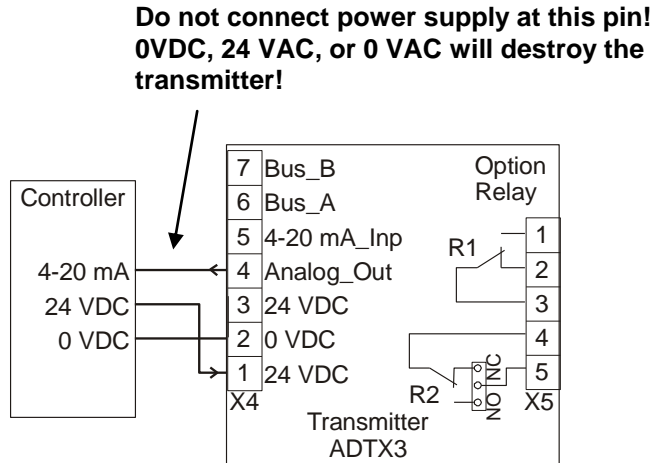 Do not connect power supply at this pin!
0VDC, 24 VAC, or 0 VAC will destroy the
transmitter!
Controller
4-20 mA
24 VDC
0 VDC
7 Bus_B
6 Bus_A
5 4-20 mA_Inp
4 Analog_Out
3 24 VDC
2 0 VDC
1 24 VDC
X4
Option
Relay
R1
1
2
3
4
5
X5
R2
NO NC
Transmitter
ADTX3